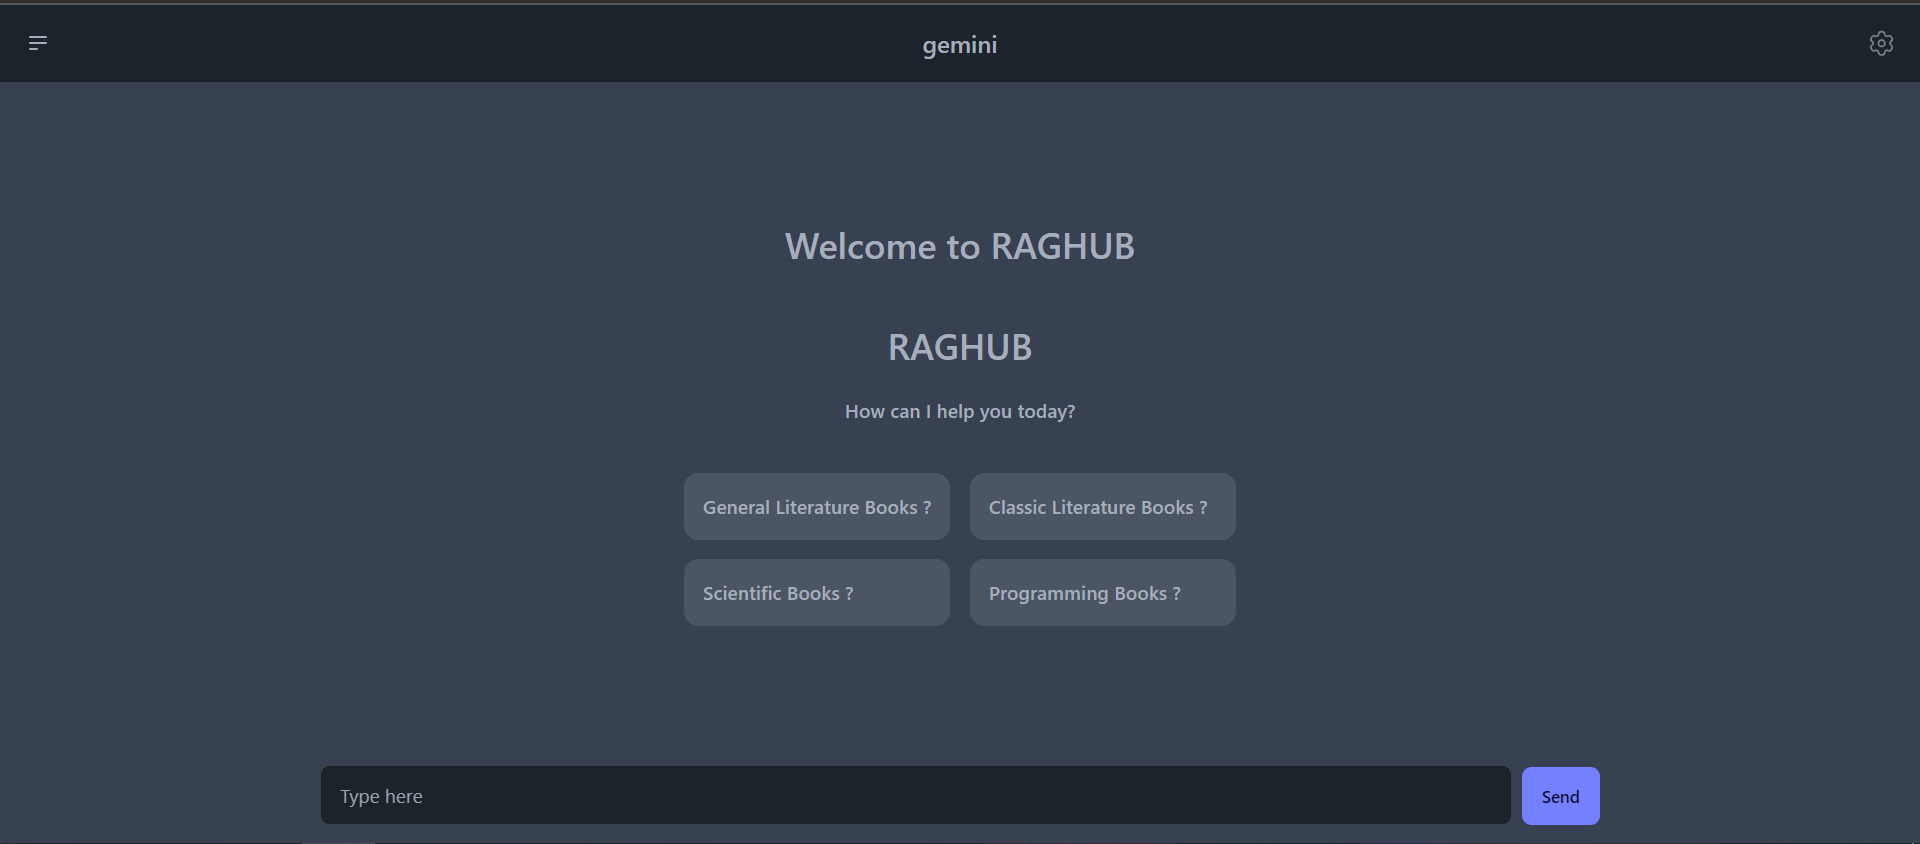 gemini
Welcome to RAGHUB
RAGHUB
How can I help you today?
General Literature Books ?
Classic Literature Books ?
Scientific Books ?
Programming Books ?
Type here
Send